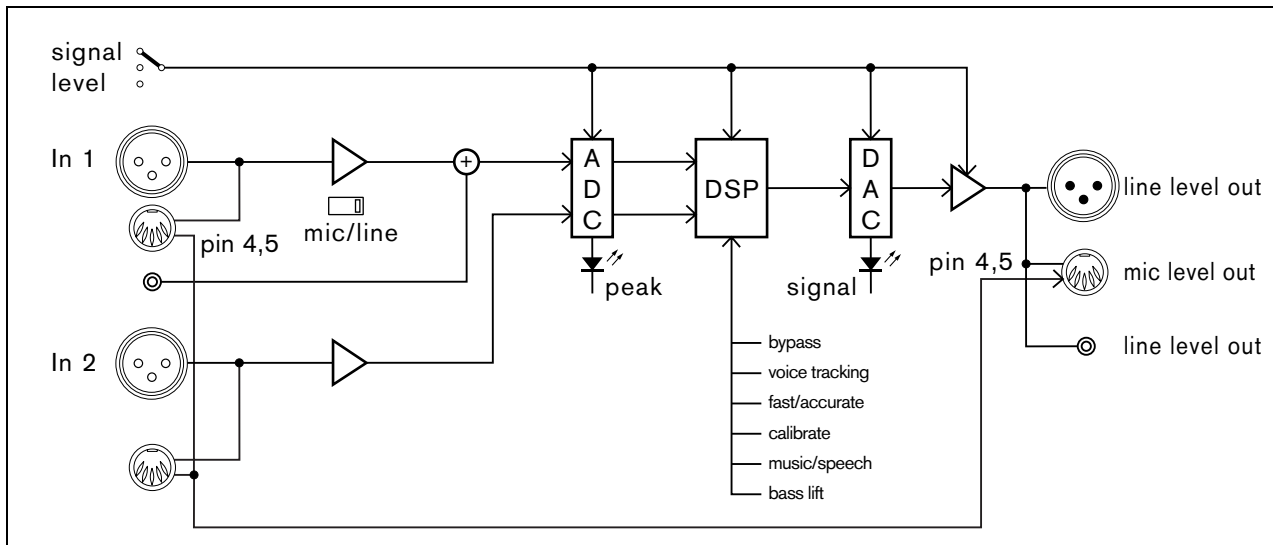 signal
level
In 1
mic/line
pin 4,5
In 2
+
A
D
C
peak
DSP
D
A
C
signal
bypass
voice tracking
fast/accurate
calibrate
music/speech
bass lift
pin 4,5
line level out
mic level out
line level out